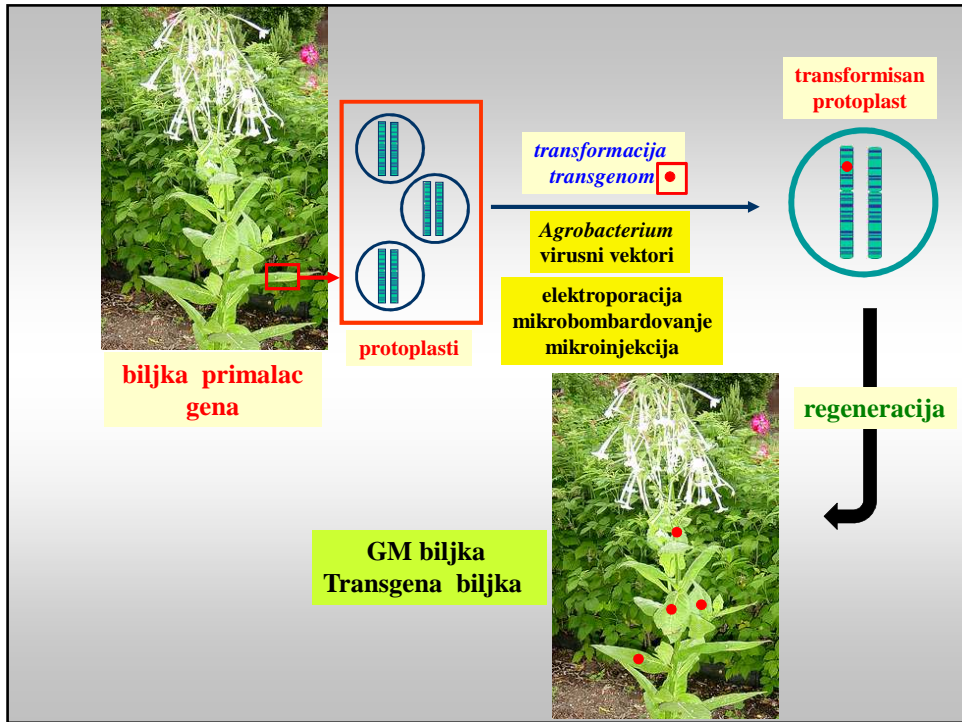 biljka primalac
gena
protoplasti
transformacija
transgenom
Agrobacterium
virusni vektori
elektroporacija
mikrobombardovanje
mikroinjekcija
transformisan
protoplast
regeneracija
GM biljka
Transgena biljka